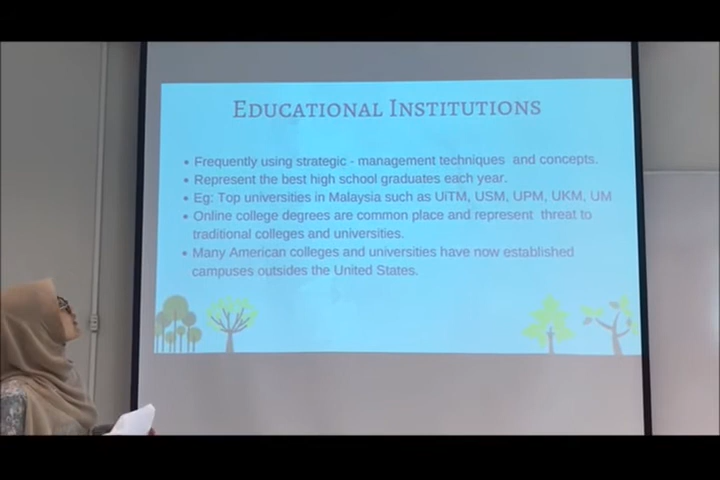 EDUCATIONAL INSTITUTIONS
• Frequently using strategic - management techniques and concepts.
• Represent the best high school graduates each year.
• Eg: Top universities in Malaysia such as UiTM, USM, UPM, UKM, UM
• Online college degrees are common place and represent threat to
traditional colleges and universities.
• Many American colleges and universities have now established
campuses outsides the United States.